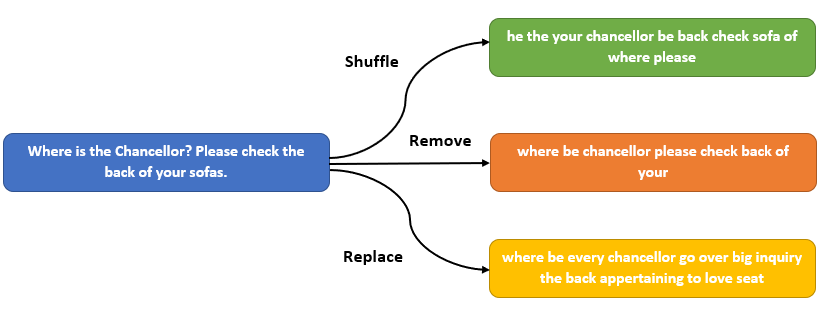 he the your chancellor be back check sofa of
where please
Shuffle
Remove
Where is the Chancellor? Please check the
back of your sofas.
where be chancellor please check back of
your
Replace
where be every chancellor go over big inquiry
the back appertaining to love seat